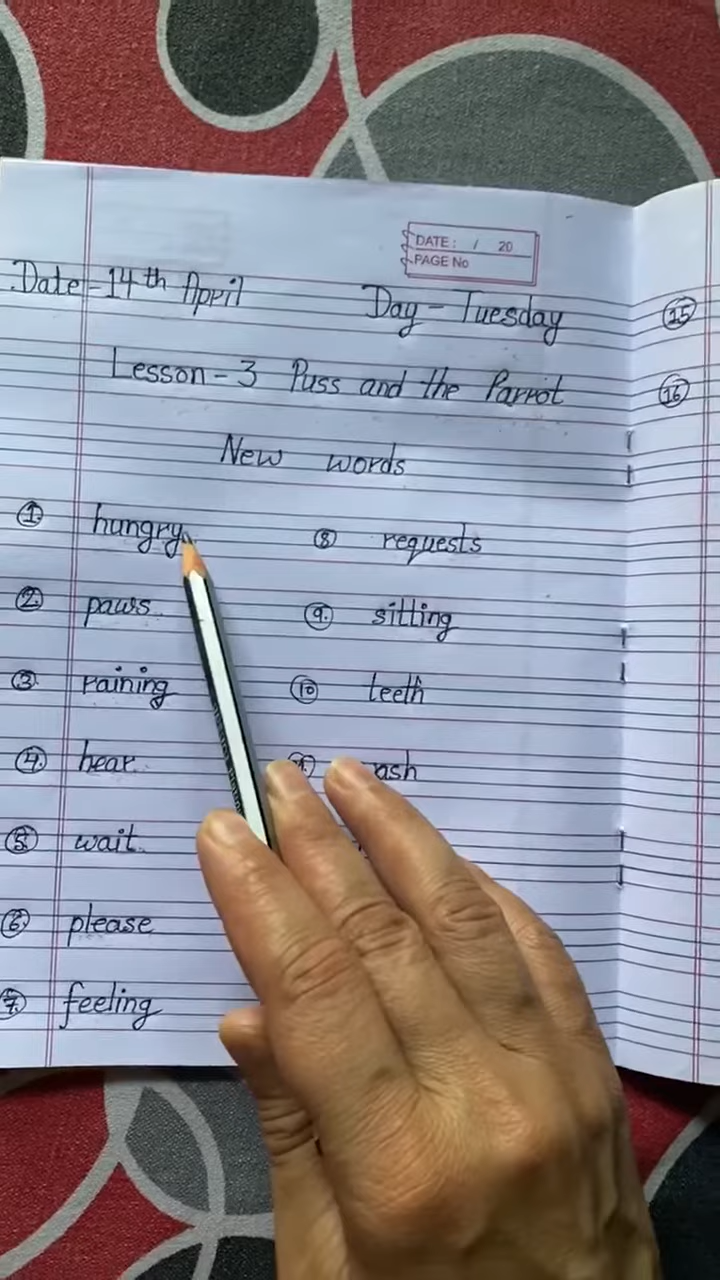 DATE: / 20
PAGE No
Date-14th April Day-Tuesday
Lesson-3 Puss and the Parrot
New words
1. hungry
2. paws
3. raining
4. hear
5. wait
6. please
7. feeling
8. requests
9. sitting
10 teeth
ash
15
16